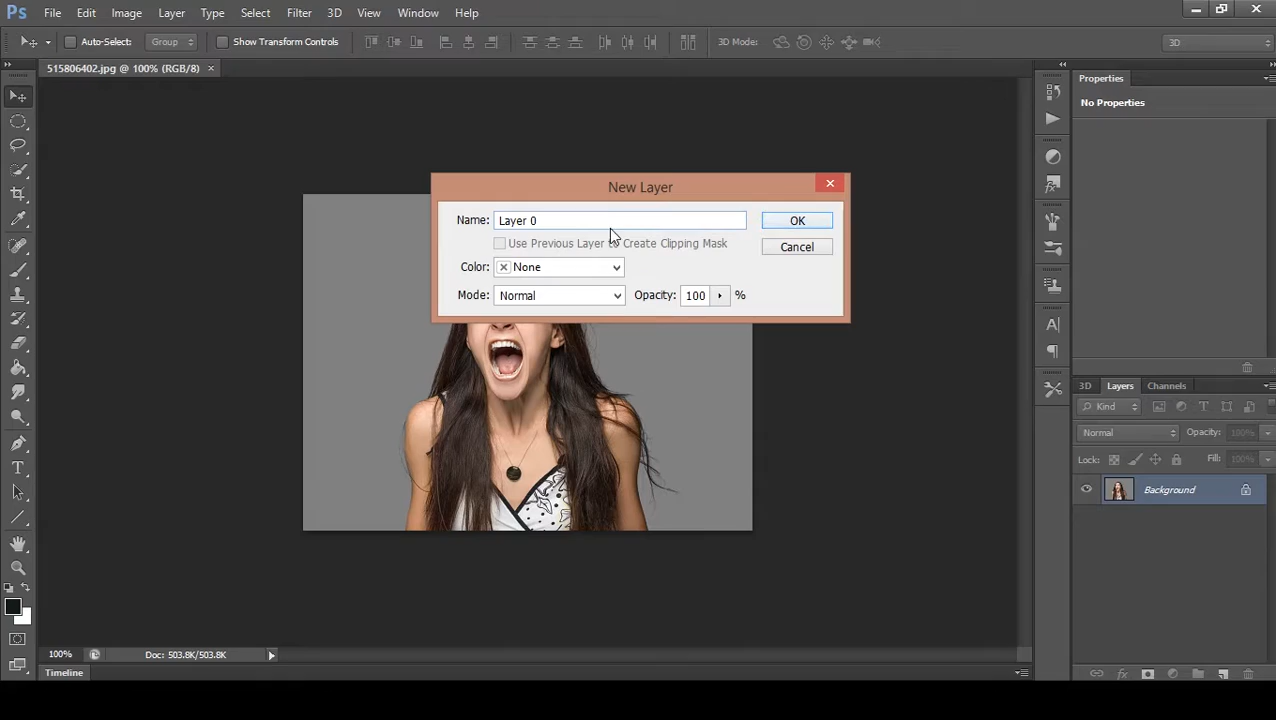 Ps File Edit Image Layer Type Select Filter 3D View Window Help
Auto-Select: Group Show Transform Controls 3D Mode: 3D
515806402.jpg @ 100% (RGB/8) ×
Properties
No Properties
New Layer
Name: Layer 0 OK
Use Previous Layer to Create Clipping Mask Cancel
Color: None
Mode: Normal Opacity: 100 %
3D Layers Channels
Kind
Normal Opacity: 100%
Lock: Fill: 100%
Background
100% Doc: 503.8K/503.8K
Timeline